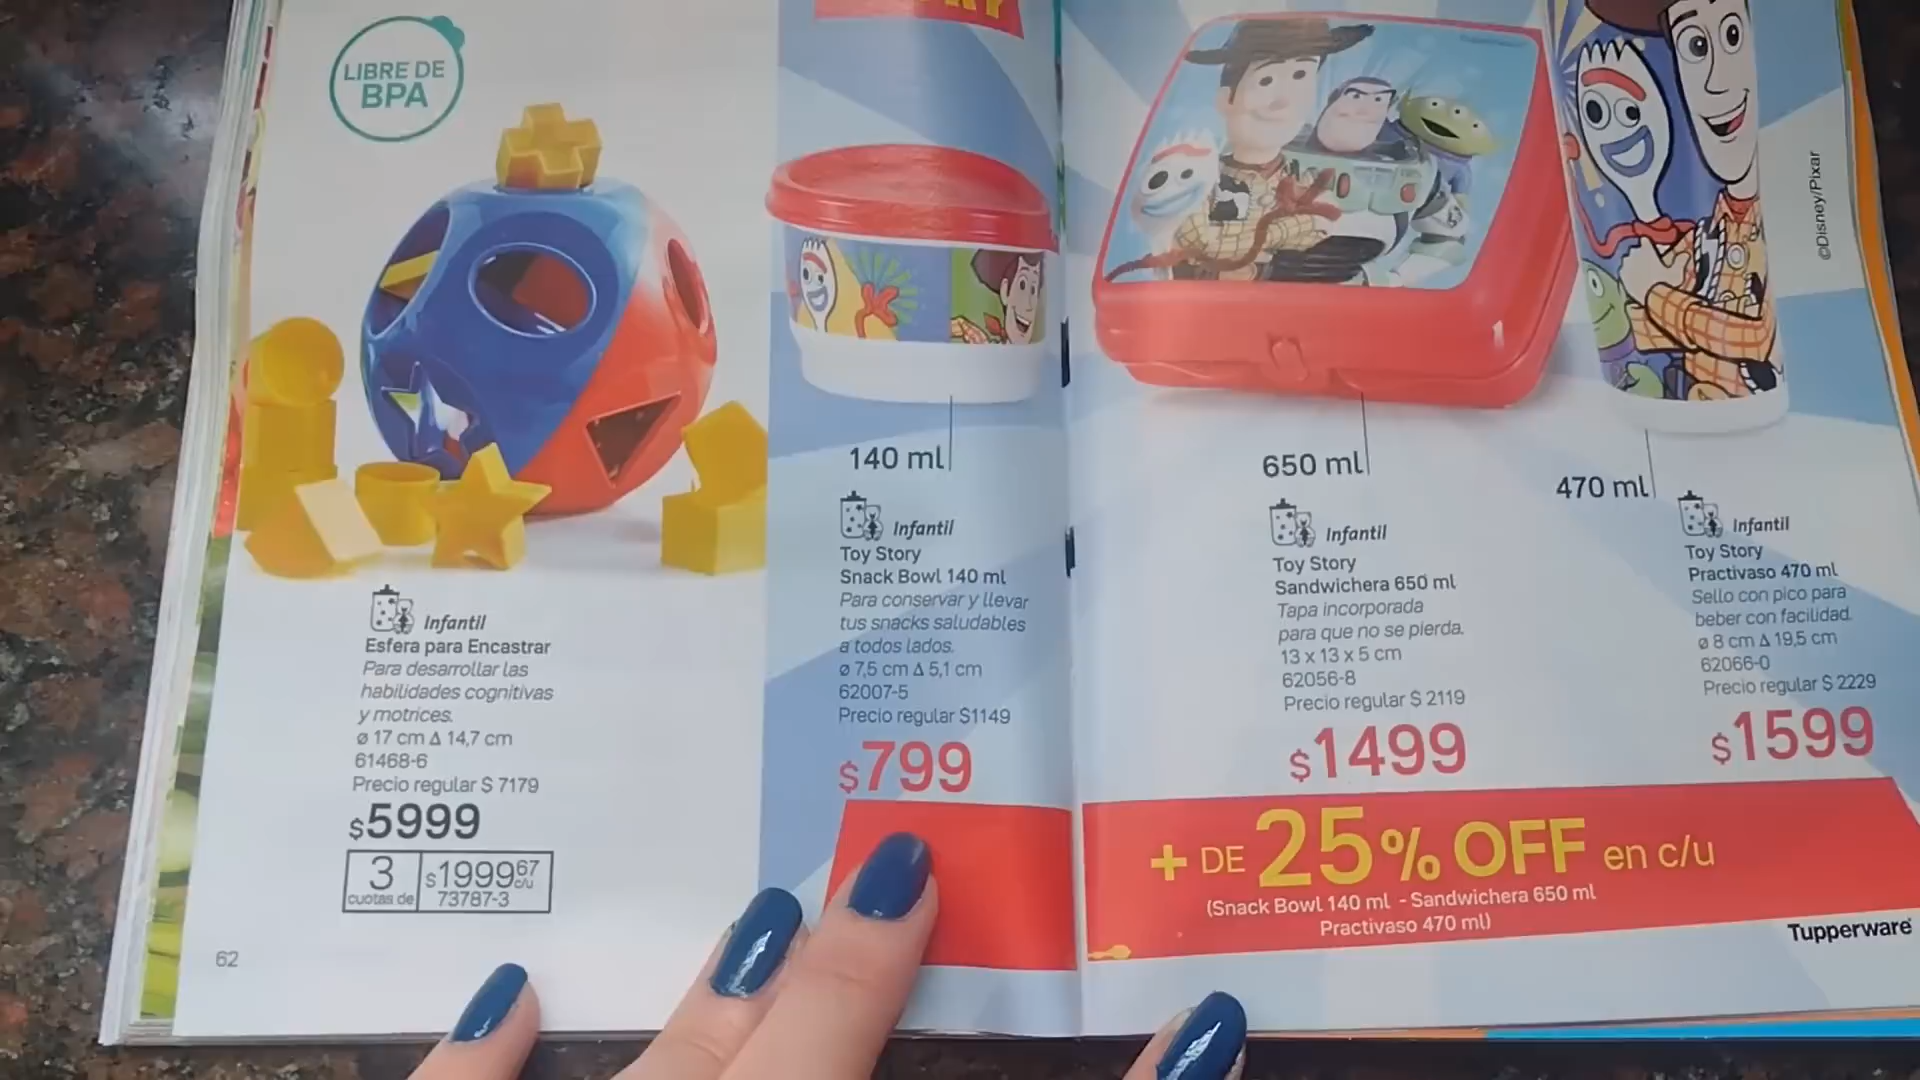 LIBRE DE
BPA
140 ml
Infantil
Toy Story
Snack Bowl 140 ml
Para conservar y llevar
tus snacks saludables
a todos lados.
ø 7,5 cm Δ 5,1 cm
62007-5
Precio regular $1149
$799
Infantil
Esfera para Encastrar
Para desarrollar las
habilidades cognitivas
y motrices.
ø 17 cm Δ 14,7 cm
61468-6
Precio regular $ 7179
$5999
3
cuotas de
$199967 c/u
73787-3
62
650 ml
Infantil
Toy Story
Sandwichera 650 ml
Tapa incorporada
para que no se pierda.
13 x 13 x 5 cm
62056-8
Precio regular $ 2119
$1499
470 ml
Infantil
Toy Story
Practivaso 470 ml
Sello con pico para
beber con facilidad.
ø 8 cm Δ 19,5 cm
62066-0
Precio regular $ 2229
$1599
©Disney/Pixar
+ DE 25% OFF en c/u
(Snack Bowl 140 ml - Sandwichera 650 ml
Practivaso 470 ml)
Tupperware